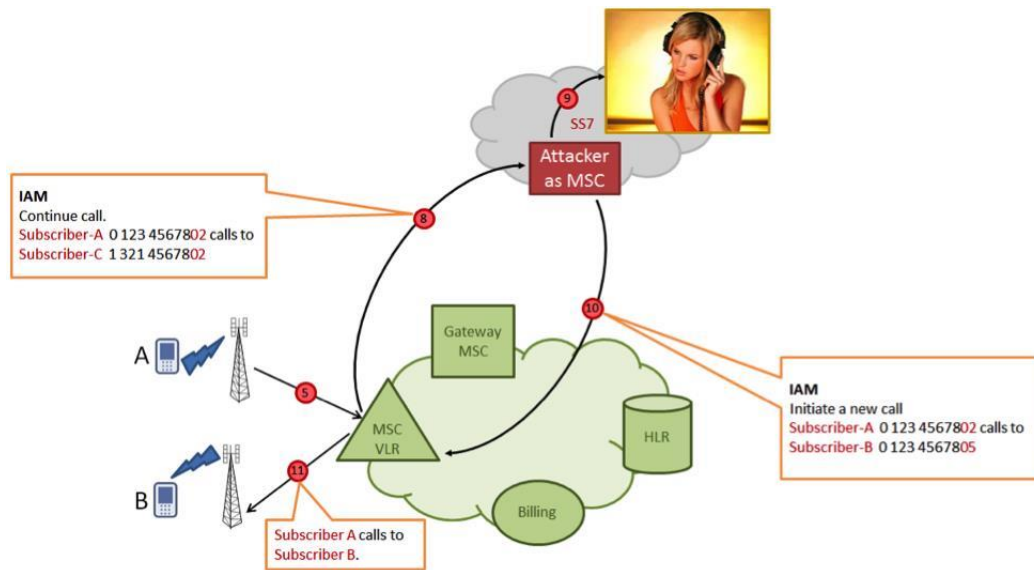 9
SS7
Attacker
as MSC
IAM
Continue call.
Subscriber-A 0 123 4567802 calls to
Subscriber-C 1 321 4567802
8
10
Gateway
MSC
A
5
MSC
VLR
HLR
IAM
Initiate a new call
Subscriber-A 0 123 4567802 calls to
Subscriber-B 0 123 4567805
B
11
Billing
Subscriber A calls to
Subscriber B.